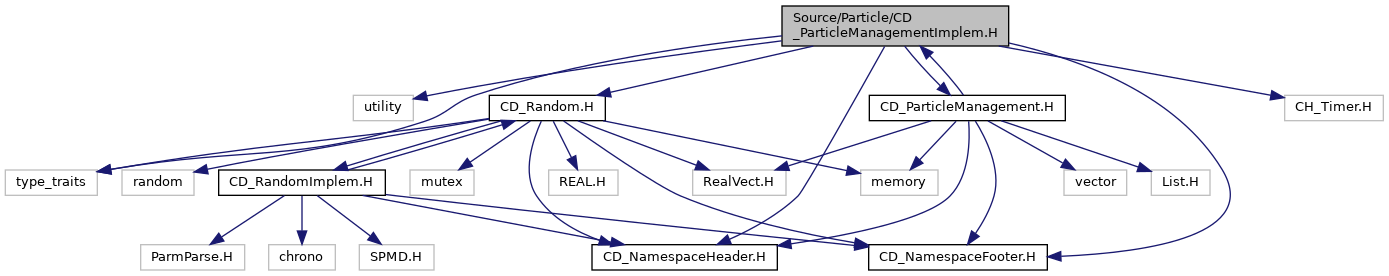 Source/Particle/CD
_ParticleManagementImplem.H
utility
CD_Random.H
CD_ParticleManagement.H
CH_Timer.H
type_traits
random
CD_RandomImplem.H
mutex
REAL.H
RealVect.H
memory
vector
List.H
ParmParse.H
chrono
SPMD.H
CD_NamespaceHeader.H
CD_NamespaceFooter.H